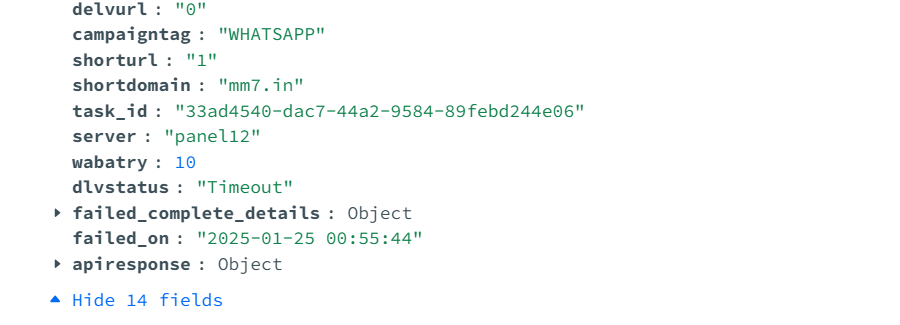 delvurl : "0"
campaigntag : "WHATSAPP"
shorturl : "1"
shortdomain : "mm7.in"
task_id : "33ad4540-dac7-44a2-9584-89febd244e06"
server : "panel12"
wabatry : 10
dlvstatus : "Timeout"
failed_complete_details : Object
failed_on : "2025-01-25 00:55:44"
apiresponse : Object
Hide 14 fields